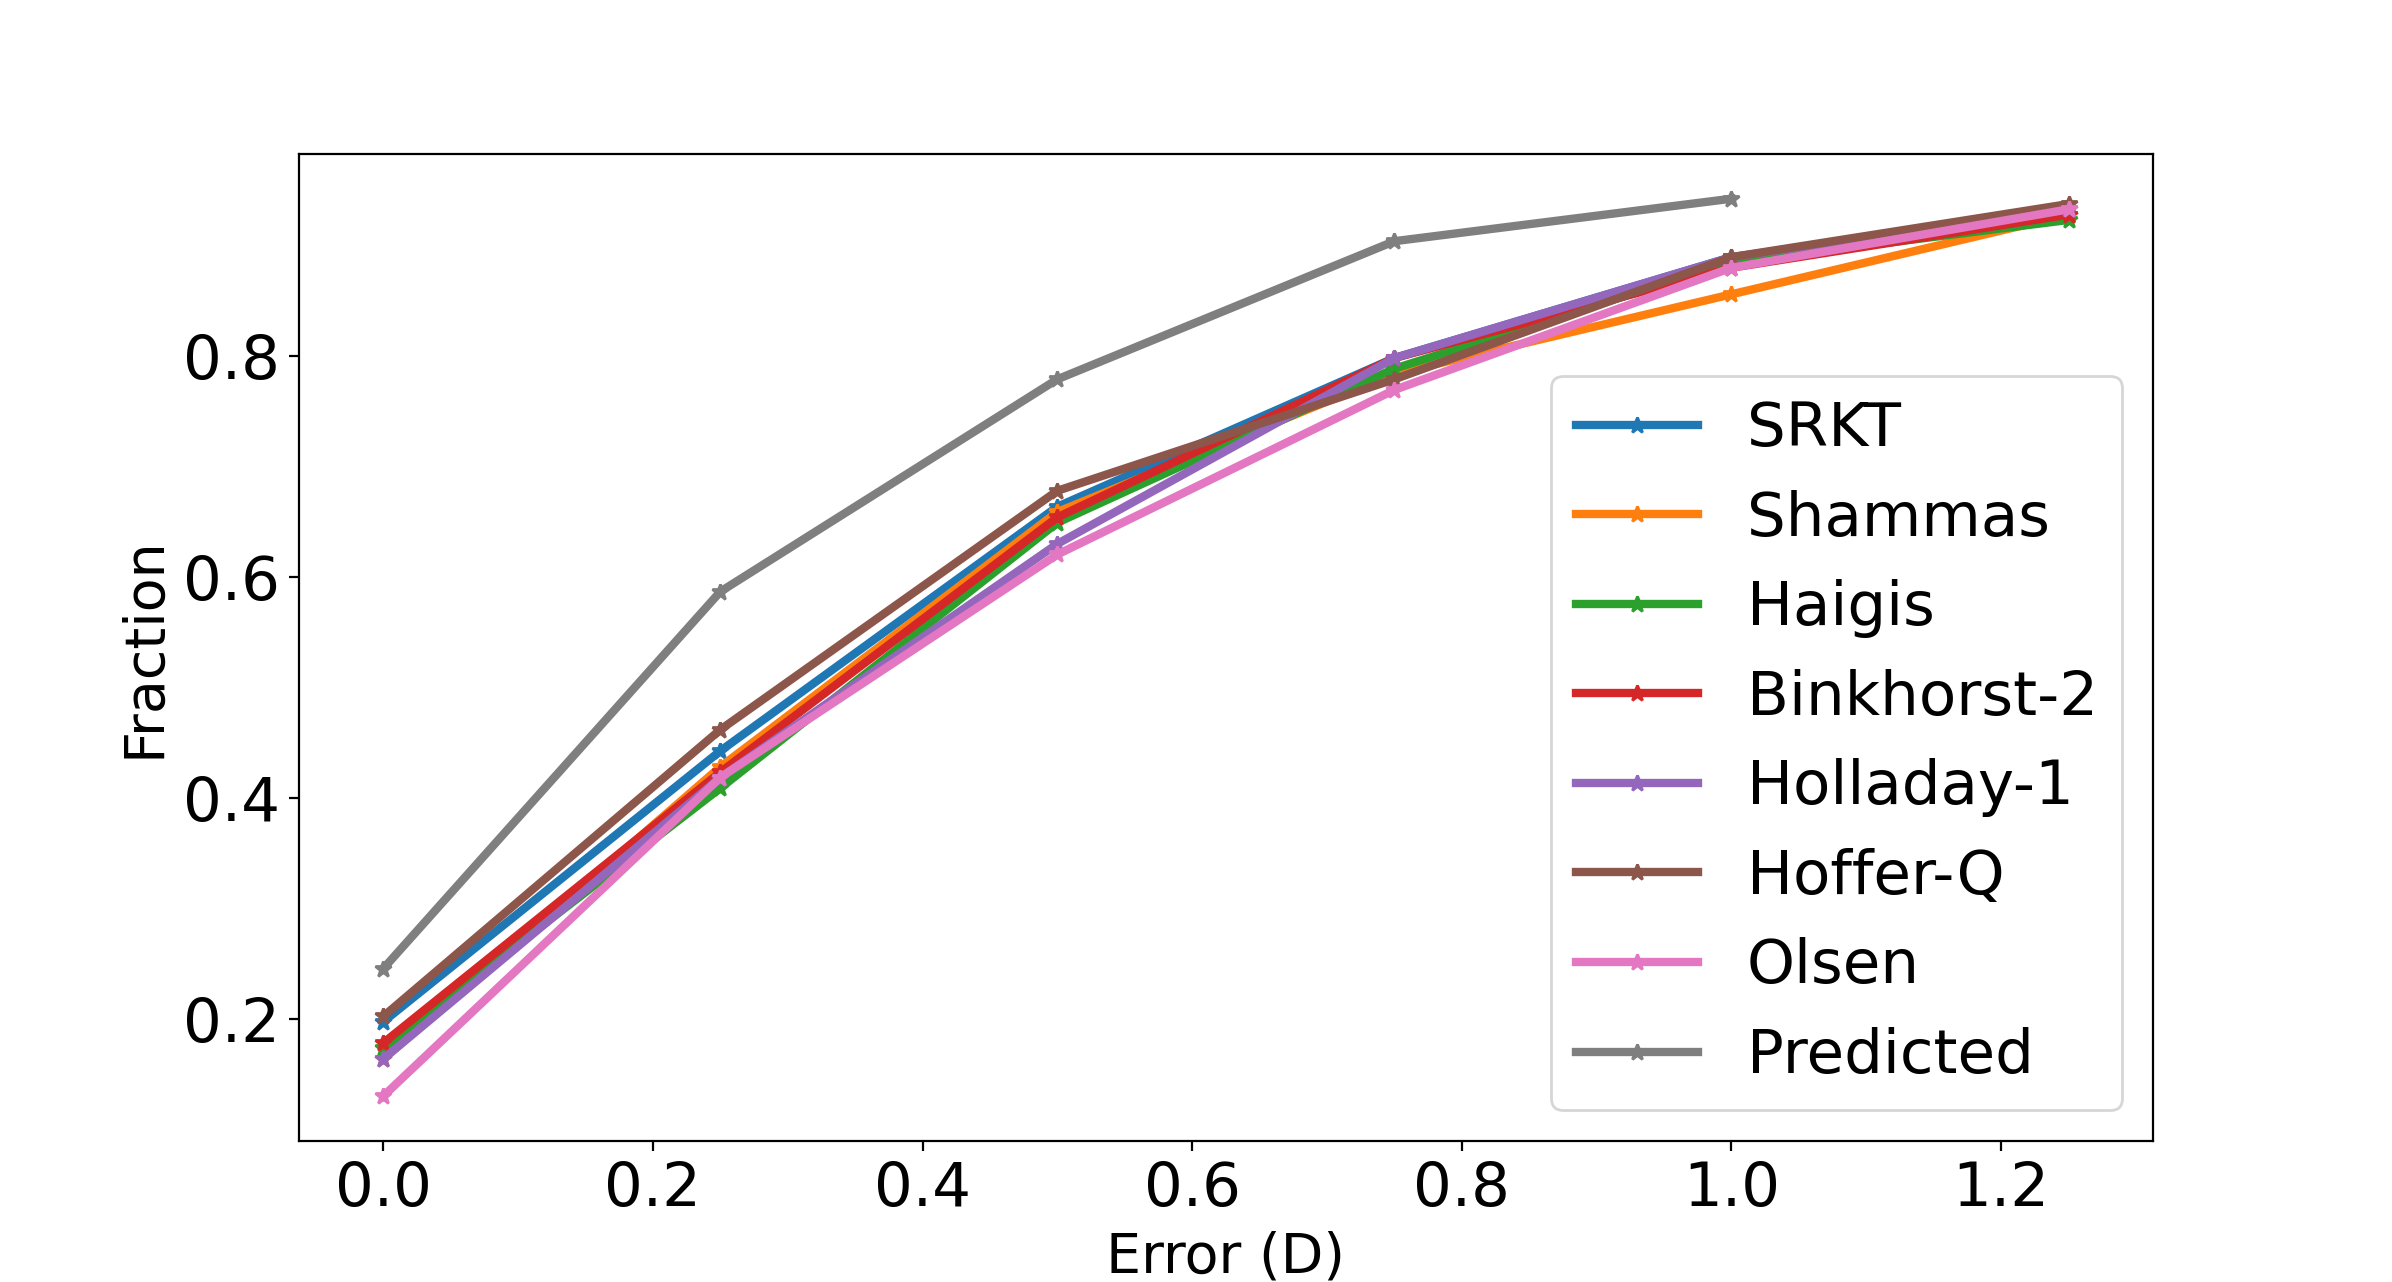 0.8
0.6
0.4
0.2
Fraction
0.0 0.2 0.4 0.6 0.8 1.0 1.2
Error (D)
SRKT
Shammas
Haigis
Binkhorst-2
Holladay-1
Hoffer-Q
Olsen
Predicted